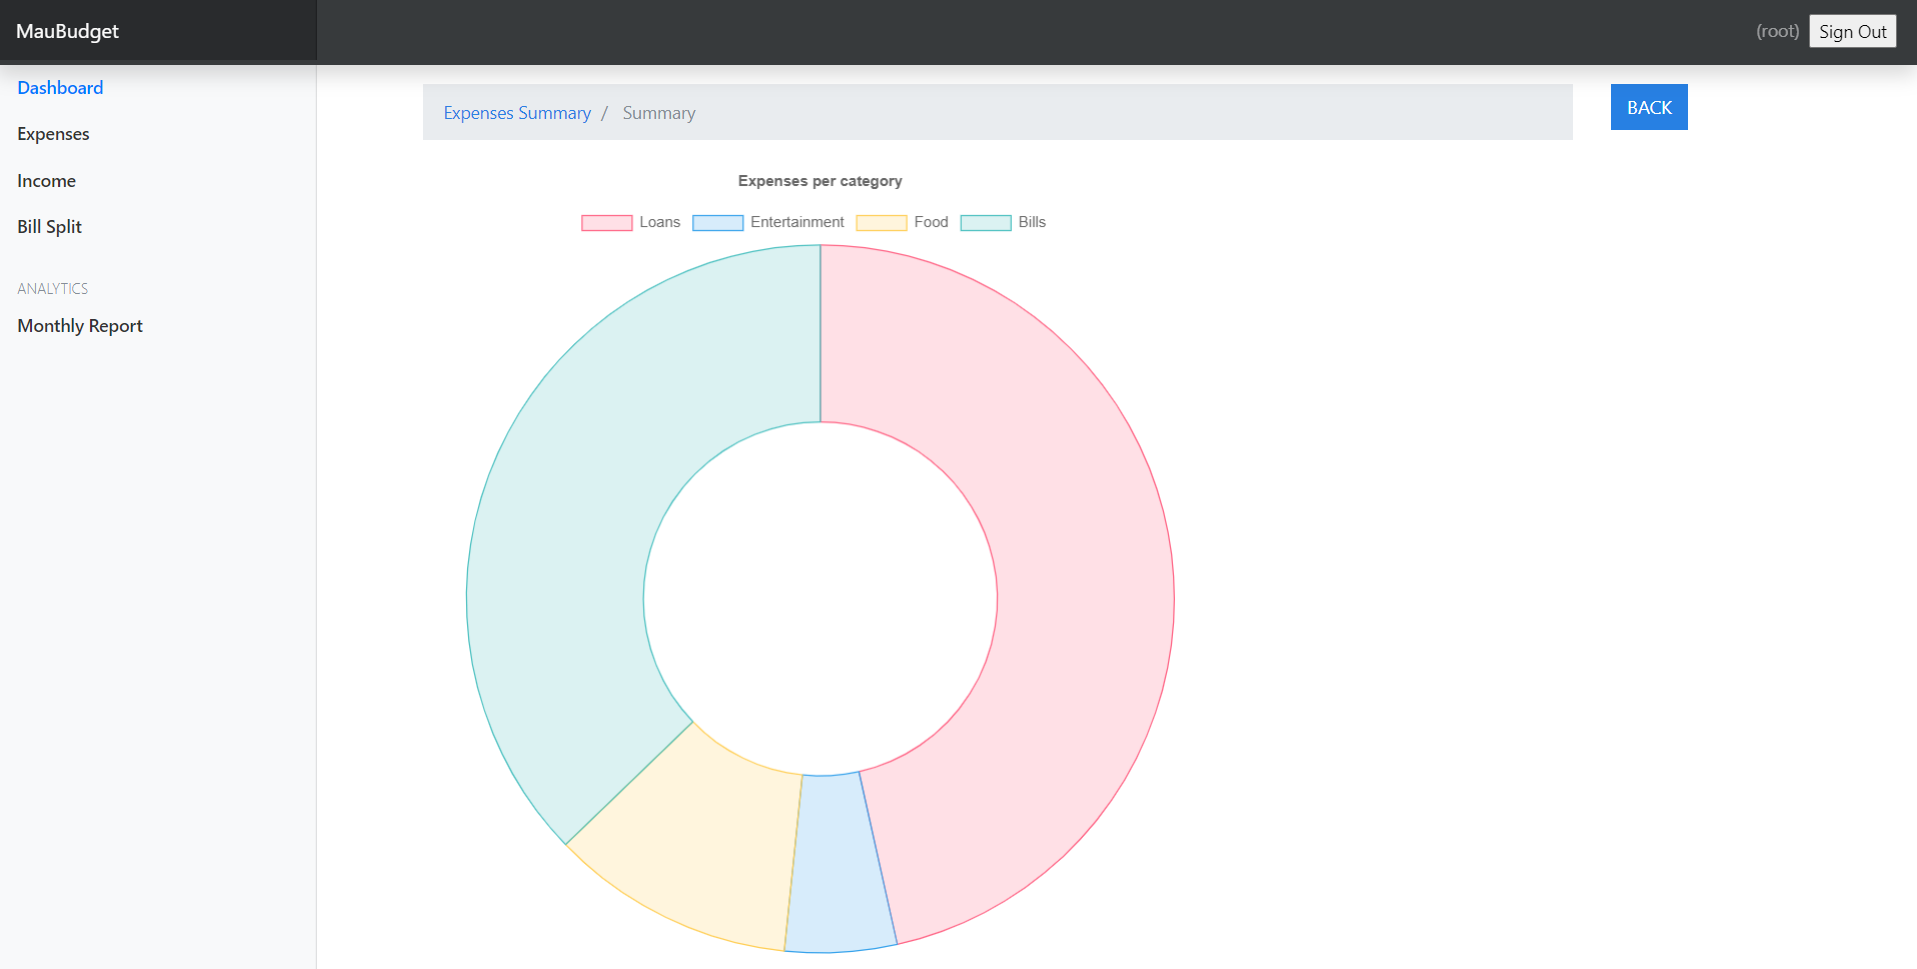 MauBudget
(root) Sign Out
Dashboard
Expenses
Income
Bill Split
ANALYTICS
Monthly Report
Expenses Summary / Summary
BACK
Expenses per category
Loans Entertainment Food Bills